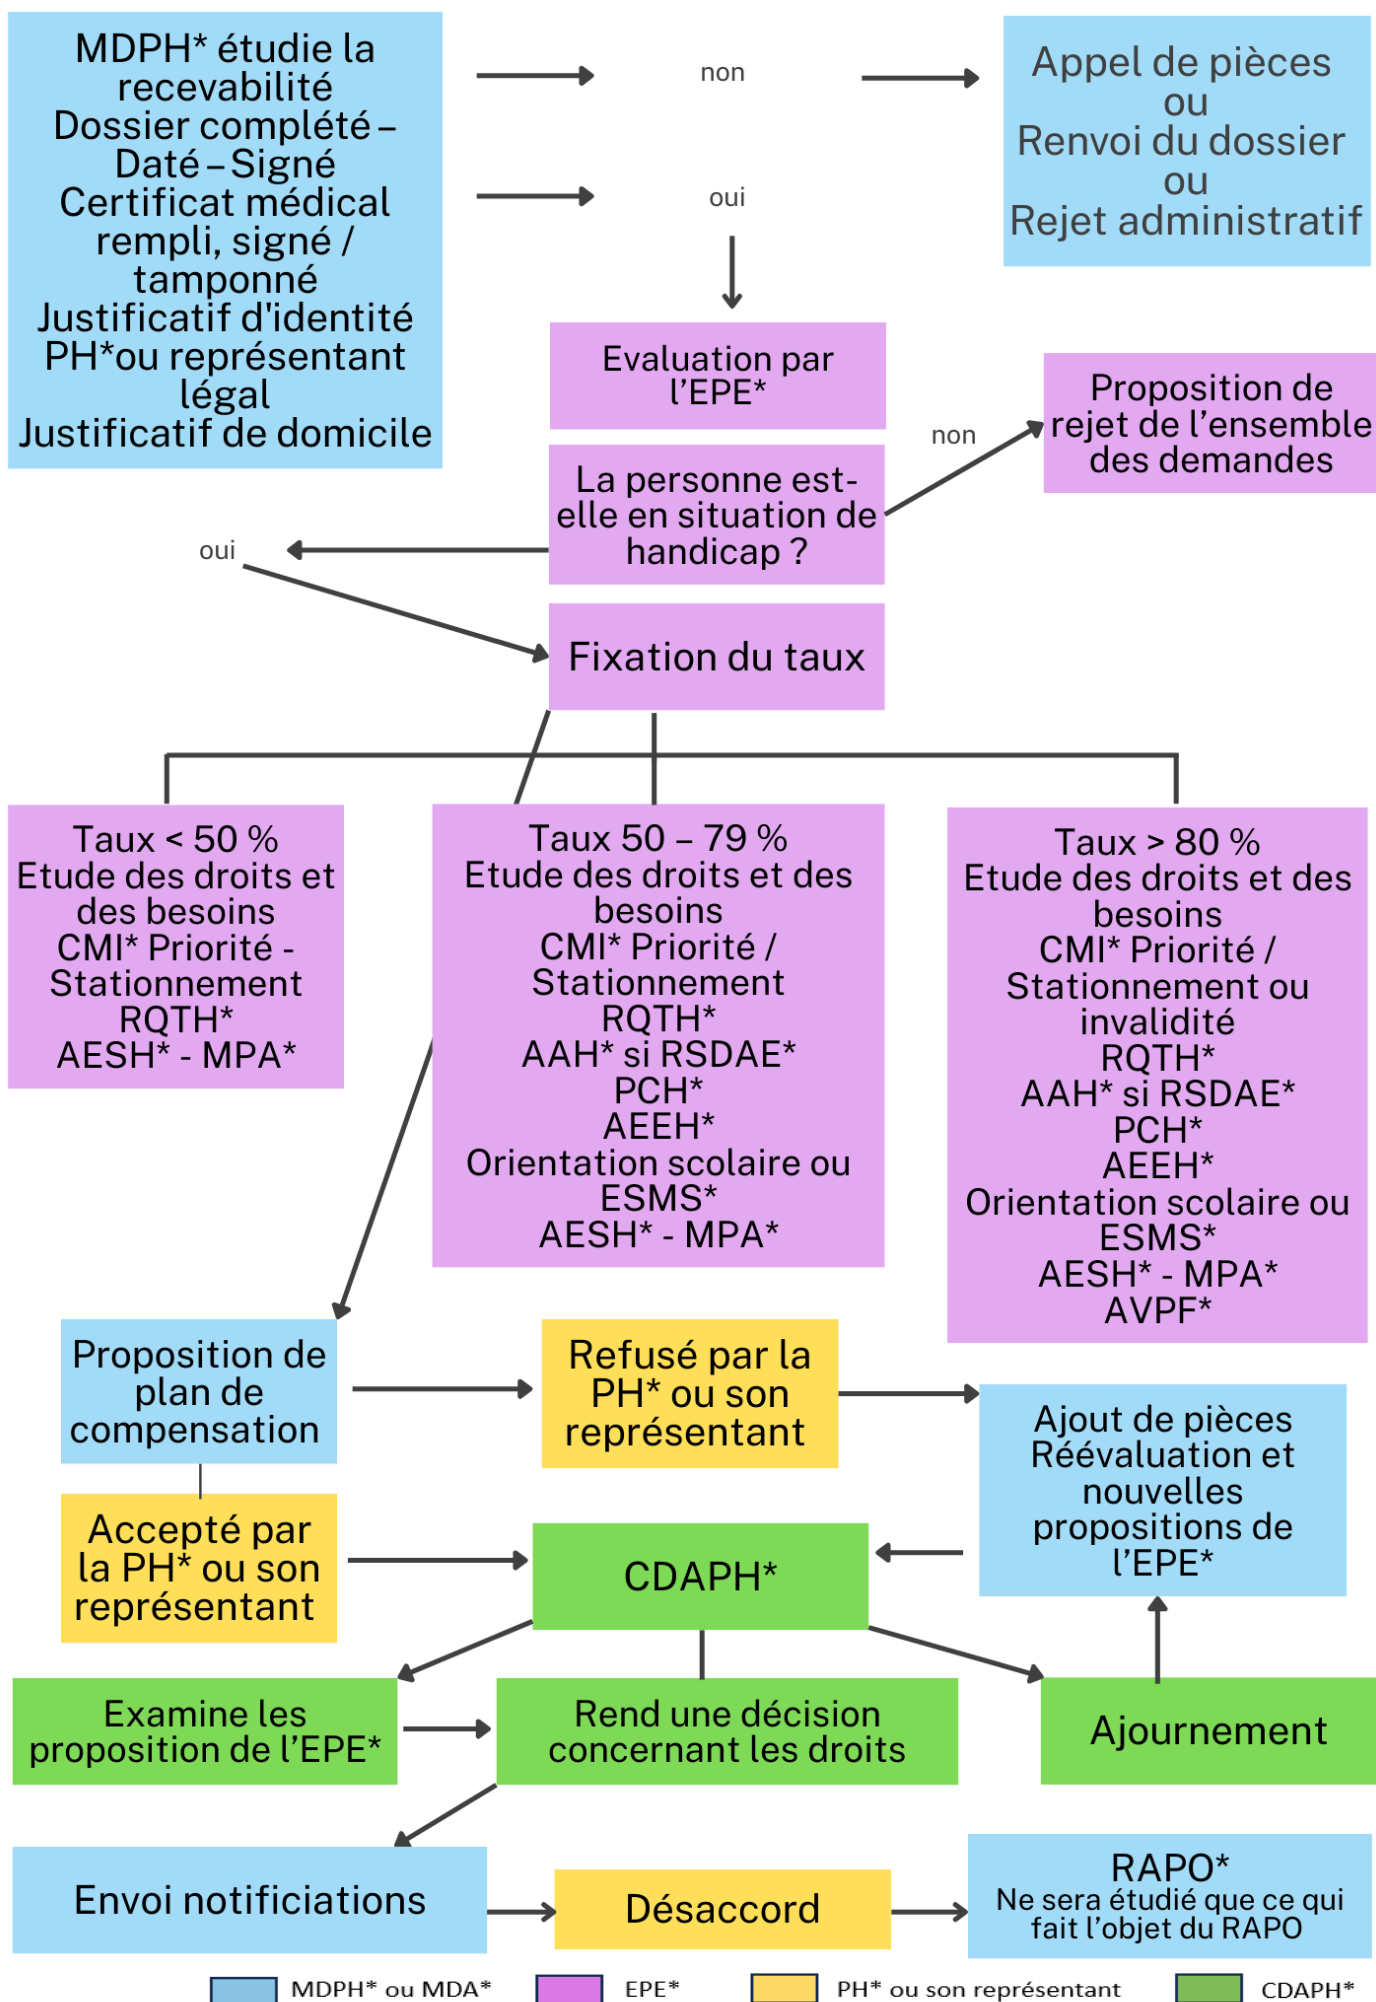 MDPH* étudie la
recevabilité
Dossier complété –
Daté – Signé
Certificat médical
rempli, signé /
tamponné
Justificatif d'identité
PH*ou représentant
légal
Justificatif de domicile
non
oui
Appel de pièces
ou
Renvoi du dossier
ou
Rejet administratif
Evaluation par
l’EPE*
La personne est-
elle en situation de
handicap ?
non
Proposition de
rejet de l’ensemble
des demandes
oui
Fixation du taux
Taux < 50 %
Etude des droits et
des besoins
CMI* Priorité -
Stationnement
RQTH*
AESH* - MPA*
Taux 50 – 79 %
Etude des droits et des
besoins
CMI* Priorité /
Stationnement
RQTH*
AAH* si RSDAE*
PCH*
AEEH*
Orientation scolaire ou
ESMS*
AESH* - MPA*
Taux > 80 %
Etude des droits et des
besoins
CMI* Priorité /
Stationnement ou
invalidité
RQTH*
AAH* si RSDAE*
PCH*
AEEH*
Orientation scolaire ou
ESMS*
AESH* - MPA*
AVPF*
Proposition de
plan de
compensation
Refusé par la
PH* ou son
représentant
Ajout de pièces
Réévaluation et
nouvelles
propositions de
l’EPE*
Accepté par
la PH* ou son
représentant
CDAPH*
Examine les
proposition de l’EPE*
Rend une décision
concernant les droits
Ajournement
Envoi notificiations
Désaccord
RAPO*
Ne sera étudié que ce qui
fait l’objet du RAPO
MDPH* ou MDA*
EPE*
PH* ou son représentant
CDAPH*